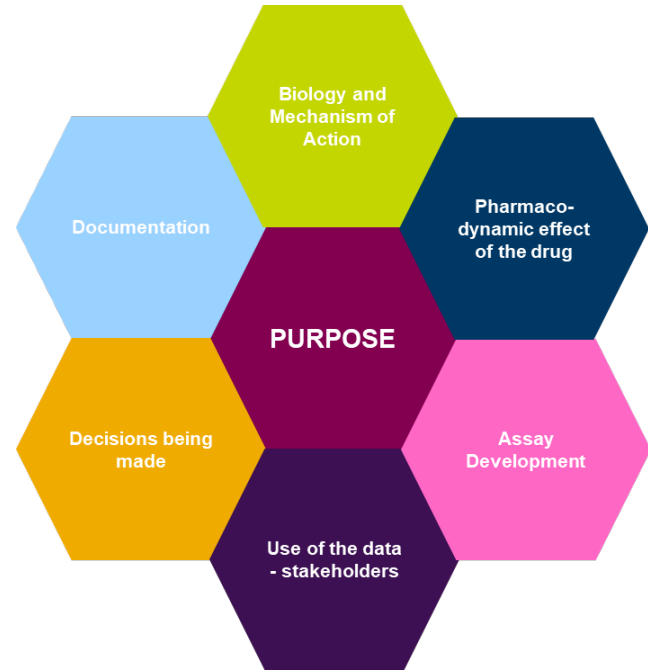 Biology and
Mechanism of
Action
Documentation
Pharmaco-
dynamic effect
of the drug
PURPOSE
Decisions being
made
Assay
Development
Use of the data
- stakeholders